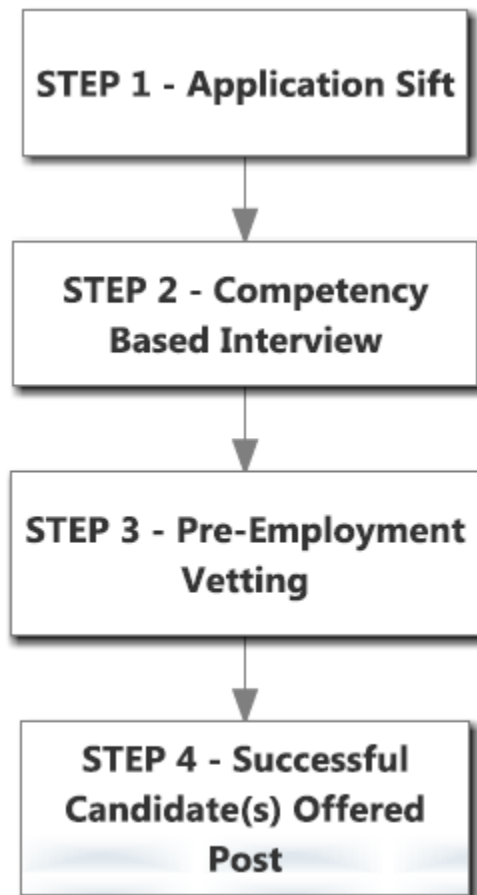 STEP 1 - Application Sift
STEP 2 - Competency
Based Interview
STEP 3 - Pre-Employment
Vetting
STEP 4 - Successful
Candidate(s) Offered
Post